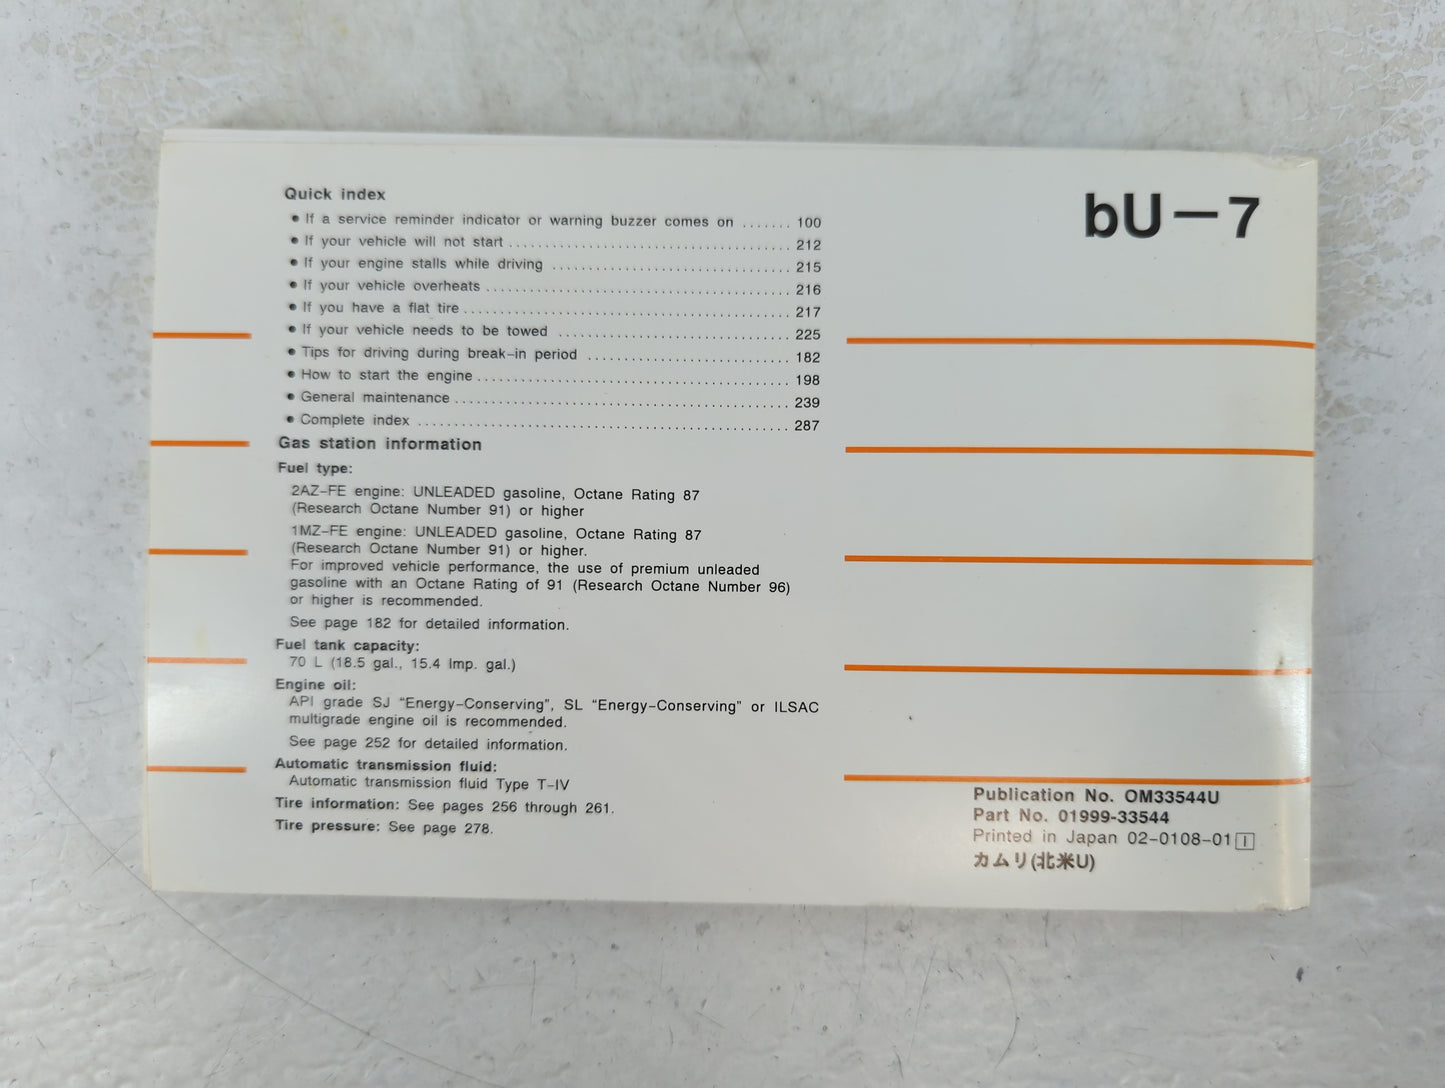 Quick index
• If a service reminder indicator or warning buzzer comes on ....... 100
• If your vehicle will not start ....................................... 212
• If your engine stalls while driving ................................. 215
• If your vehicle overheats .......................................... 216
• If you have a flat tire ............................................. 217
• If your vehicle needs to be towed ................................ 225
• Tips for driving during break-in period ............................ 182
• How to start the engine ........................................... 198
• General maintenance .............................................. 239
• Complete index ................................................... 287
Gas station information
Fuel type:
2AZ-FE engine: UNLEADED gasoline, Octane Rating 87
(Research Octane Number 91) or higher
1MZ-FE engine: UNLEADED gasoline, Octane Rating 87
(Research Octane Number 91) or higher.
For improved vehicle performance, the use of premium unleaded
gasoline with an Octane Rating of 91 (Research Octane Number 96)
or higher is recommended.
See page 182 for detailed information.
Fuel tank capacity:
70 L (18.5 gal., 15.4 Imp. gal.)
Engine oil:
API grade SJ “Energy-Conserving”, SL “Energy-Conserving” or ILSAC
multigrade engine oil is recommended.
See page 252 for detailed information.
Automatic transmission fluid:
Automatic transmission fluid Type T-IV
Tire information: See pages 256 through 261.
Tire pressure: See page 278.
bU-7
Publication No. OM33544U
Part No. 01999-33544
Printed in Japan 02-0108-01 I
カムリ(北米U)